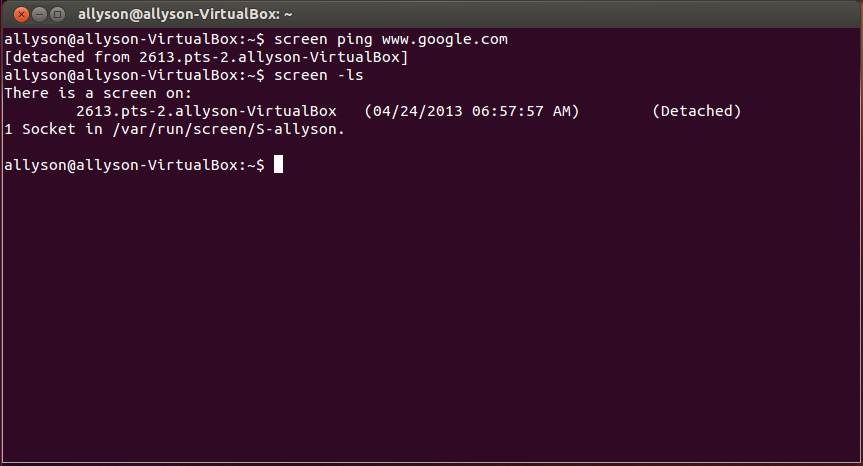 allyson@allyson-VirtualBox: ~
allyson@allyson-VirtualBox:~$ screen ping www.google.com
[detached from 2613.pts-2.allyson-VirtualBox]
allyson@allyson-VirtualBox:~$ screen -ls
There is a screen on:
        2613.pts-2.allyson-VirtualBox   (04/24/2013 06:57:57 AM)        (Detached)
1 Socket in /var/run/screen/S-allyson.
allyson@allyson-VirtualBox:~$